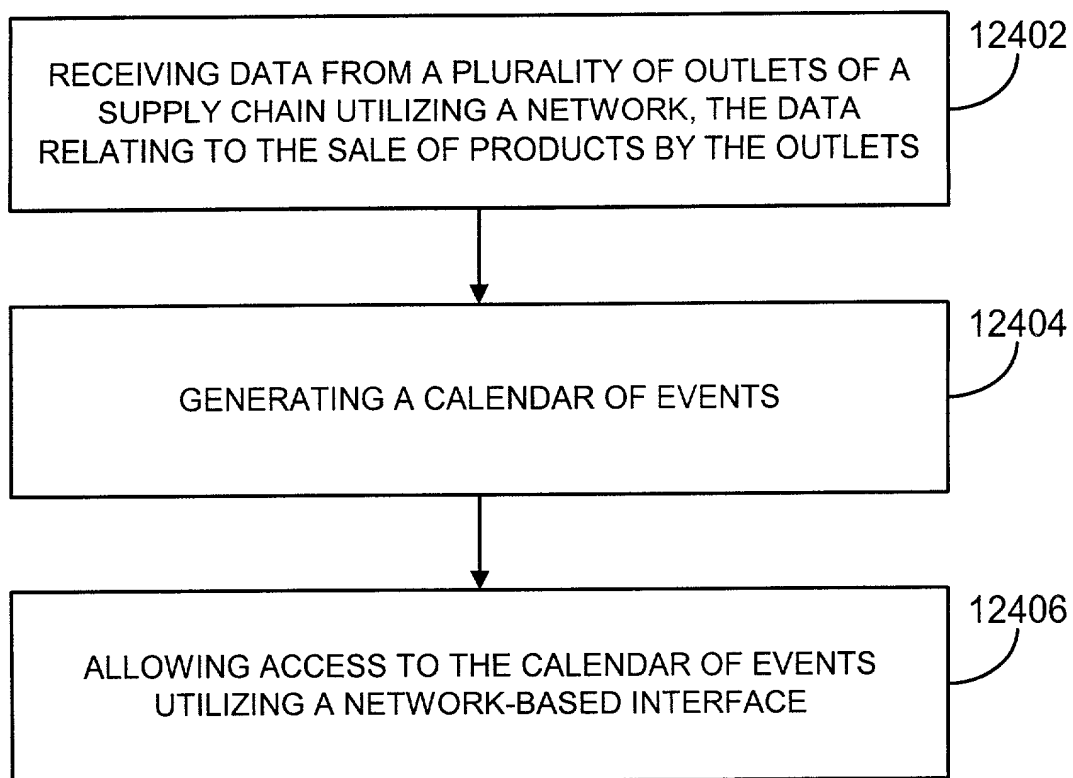 12402
RECEIVING DATA FROM A PLURALITY OF OUTLETS OF A
SUPPLY CHAIN UTILIZING A NETWORK, THE DATA
RELATING TO THE SALE OF PRODUCTS BY THE OUTLETS
12404
GENERATING A CALENDAR OF EVENTS
12406
ALLOWING ACCESS TO THE CALENDAR OF EVENTS
UTILIZING A NETWORK-BASED INTERFACE